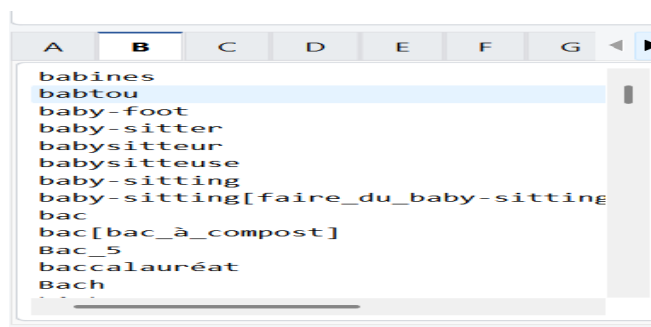 A B C D E F G
babines
babtou
baby-foot
baby-sitter
babysitteur
babysitteuse
baby-sitting
baby-sitting[faire_du_baby-sitting
bac
bac[bac_à_compost]
Bac_5
baccalauréat
Bach